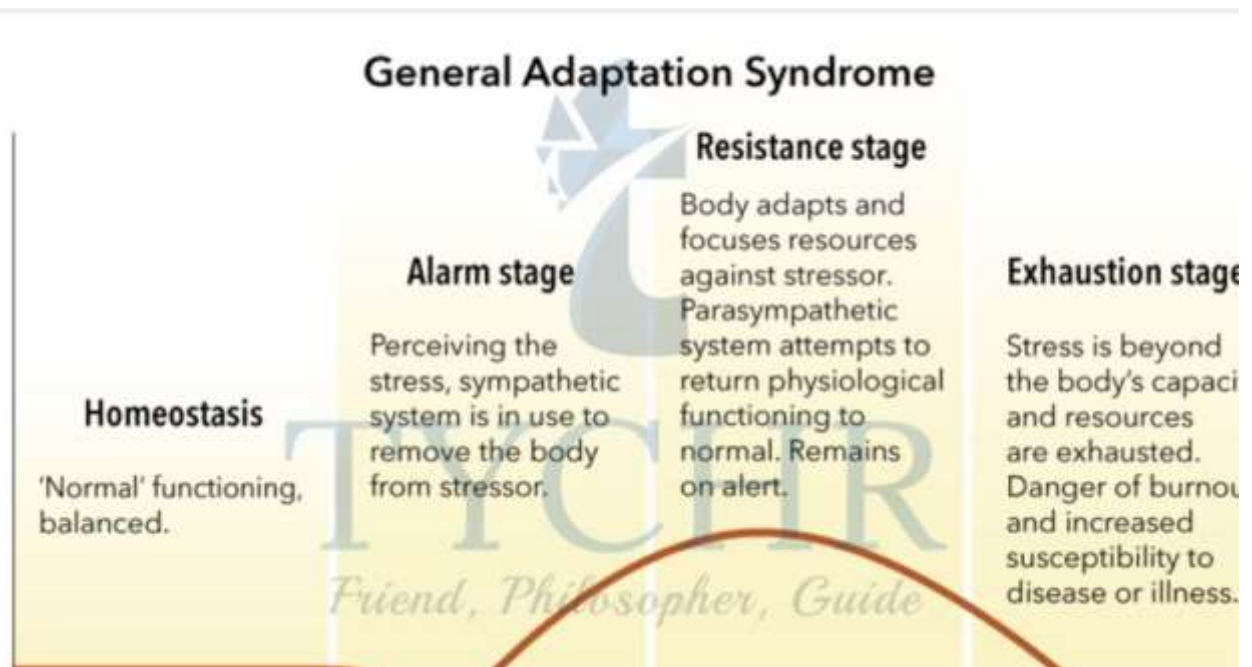 General Adaptation Syndrome
Homeostasis
'Normal' functioning,
balanced.
Alarm stage
Perceiving the
stress, sympathetic
system is in use to
remove the body
from stressor.
Resistance stage
Body adapts and
focuses resources
against stressor.
Parasympathetic
system attempts to
return physiological
functioning to
normal. Remains
on alert.
Exhaustion stage
Stress is beyond
the body's
and resources
are exhausted.
Danger of
and increased
susceptibility to
disease or illness.
TYCHR
Friend, Philosopher, Guide